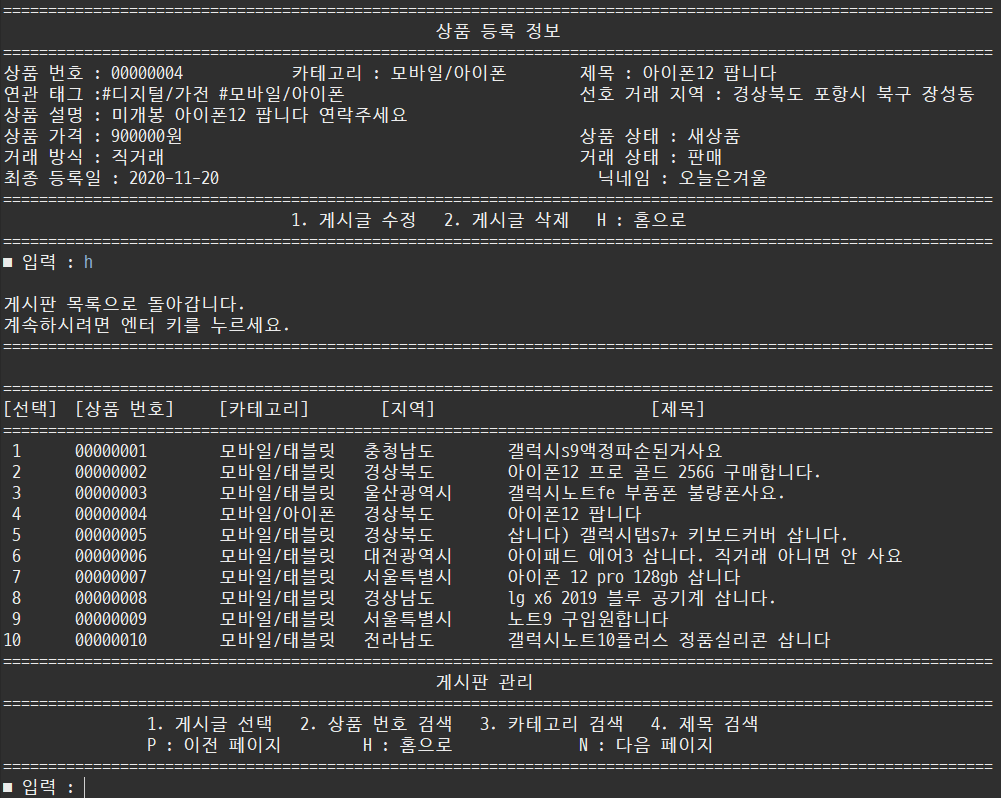 ==============================================================================================================
상품 등록 정보
==============================================================================================================
상품 번호 : 00000004 카테고리 : 모바일/아이폰 제목 : 아이폰12 팝니다
연관 태그 :#디지털/가전 #모바일/아이폰 선호 거래 지역 : 경상북도 포항시 북구 장성동
상품 설명 : 미개봉 아이폰12 팝니다 연락주세요
상품 가격 : 900000원 상품 상태 : 새상품
거래 방식 : 직거래 거래 상태 : 판매
최종 등록일 : 2020-11-20 닉네임 : 오늘은겨울
==============================================================================================================
1. 게시글 수정 2. 게시글 삭제 H : 홈으로
==============================================================================================================
■ 입력 : h
게시판 목록으로 돌아갑니다.
계속하시려면 엔터 키를 누르세요.
==============================================================================================================
==============================================================================================================
[선택] [상품 번호] [카테고리] [지역] [제목]
==============================================================================================================
1 00000001 모바일/태블릿 충청남도 갤럭시s9액정파손된거사요
2 00000002 모바일/태블릿 경상북도 아이폰12 프로 골드 256G 구매합니다.
3 00000003 모바일/태블릿 울산광역시 갤럭시노트fe 부품폰 불량폰사요.
4 00000004 모바일/아이폰 경상북도 아이폰12 팝니다
5 00000005 모바일/태블릿 경상북도 삽니다) 갤럭시탭s7+ 키보드커버 삽니다.
6 00000006 모바일/태블릿 대전광역시 아이패드 에어3 삽니다. 직거래 아니면 안 사요
7 00000007 모바일/태블릿 서울특별시 아이폰 12 pro 128gb 삽니다
8 00000008 모바일/태블릿 경상남도 lg x6 2019 블루 공기계 삽니다.
9 00000009 모바일/태블릿 서울특별시 노트9 구입원합니다
10 00000010 모바일/태블릿 전라남도 갤럭시노트10플러스 정품실리콘 삽니다
==============================================================================================================
게시판 관리
==============================================================================================================
1. 게시글 선택 2. 상품 번호 검색 3. 카테고리 검색 4. 제목 검색
P : 이전 페이지 H : 홈으로 N : 다음 페이지
==============================================================================================================
■ 입력 :